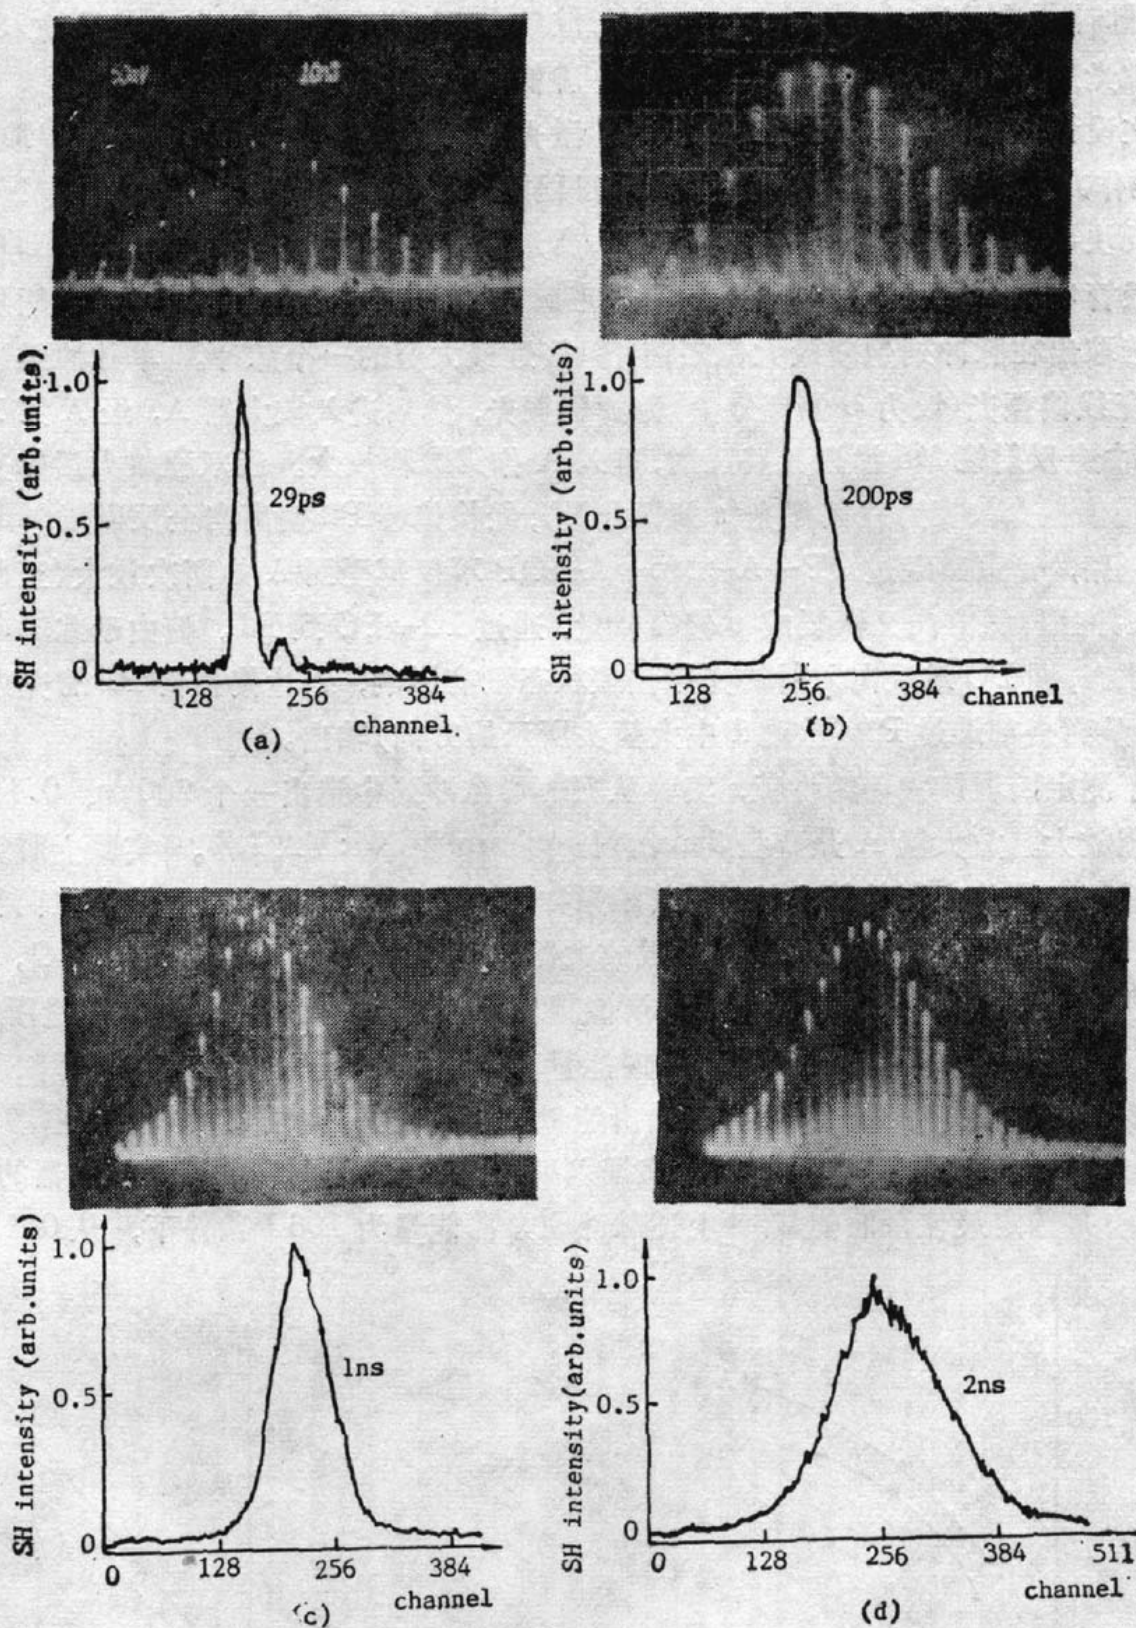 SH intensity (arb.units)
1.0
0.5
0
29ps
128 256 384
channel
(a)
SH intensity (arb.units)
1.0
0.5
0
200ps
128 256 384
channel
(b)
SH intensity (arb.units)
1.0
0.5
0
1ns
0 128 256 384
channel
(c)
SH intensity(arb.units)
1.0
0.5
0
2ns
0 128 256 384 511
channel
(d)